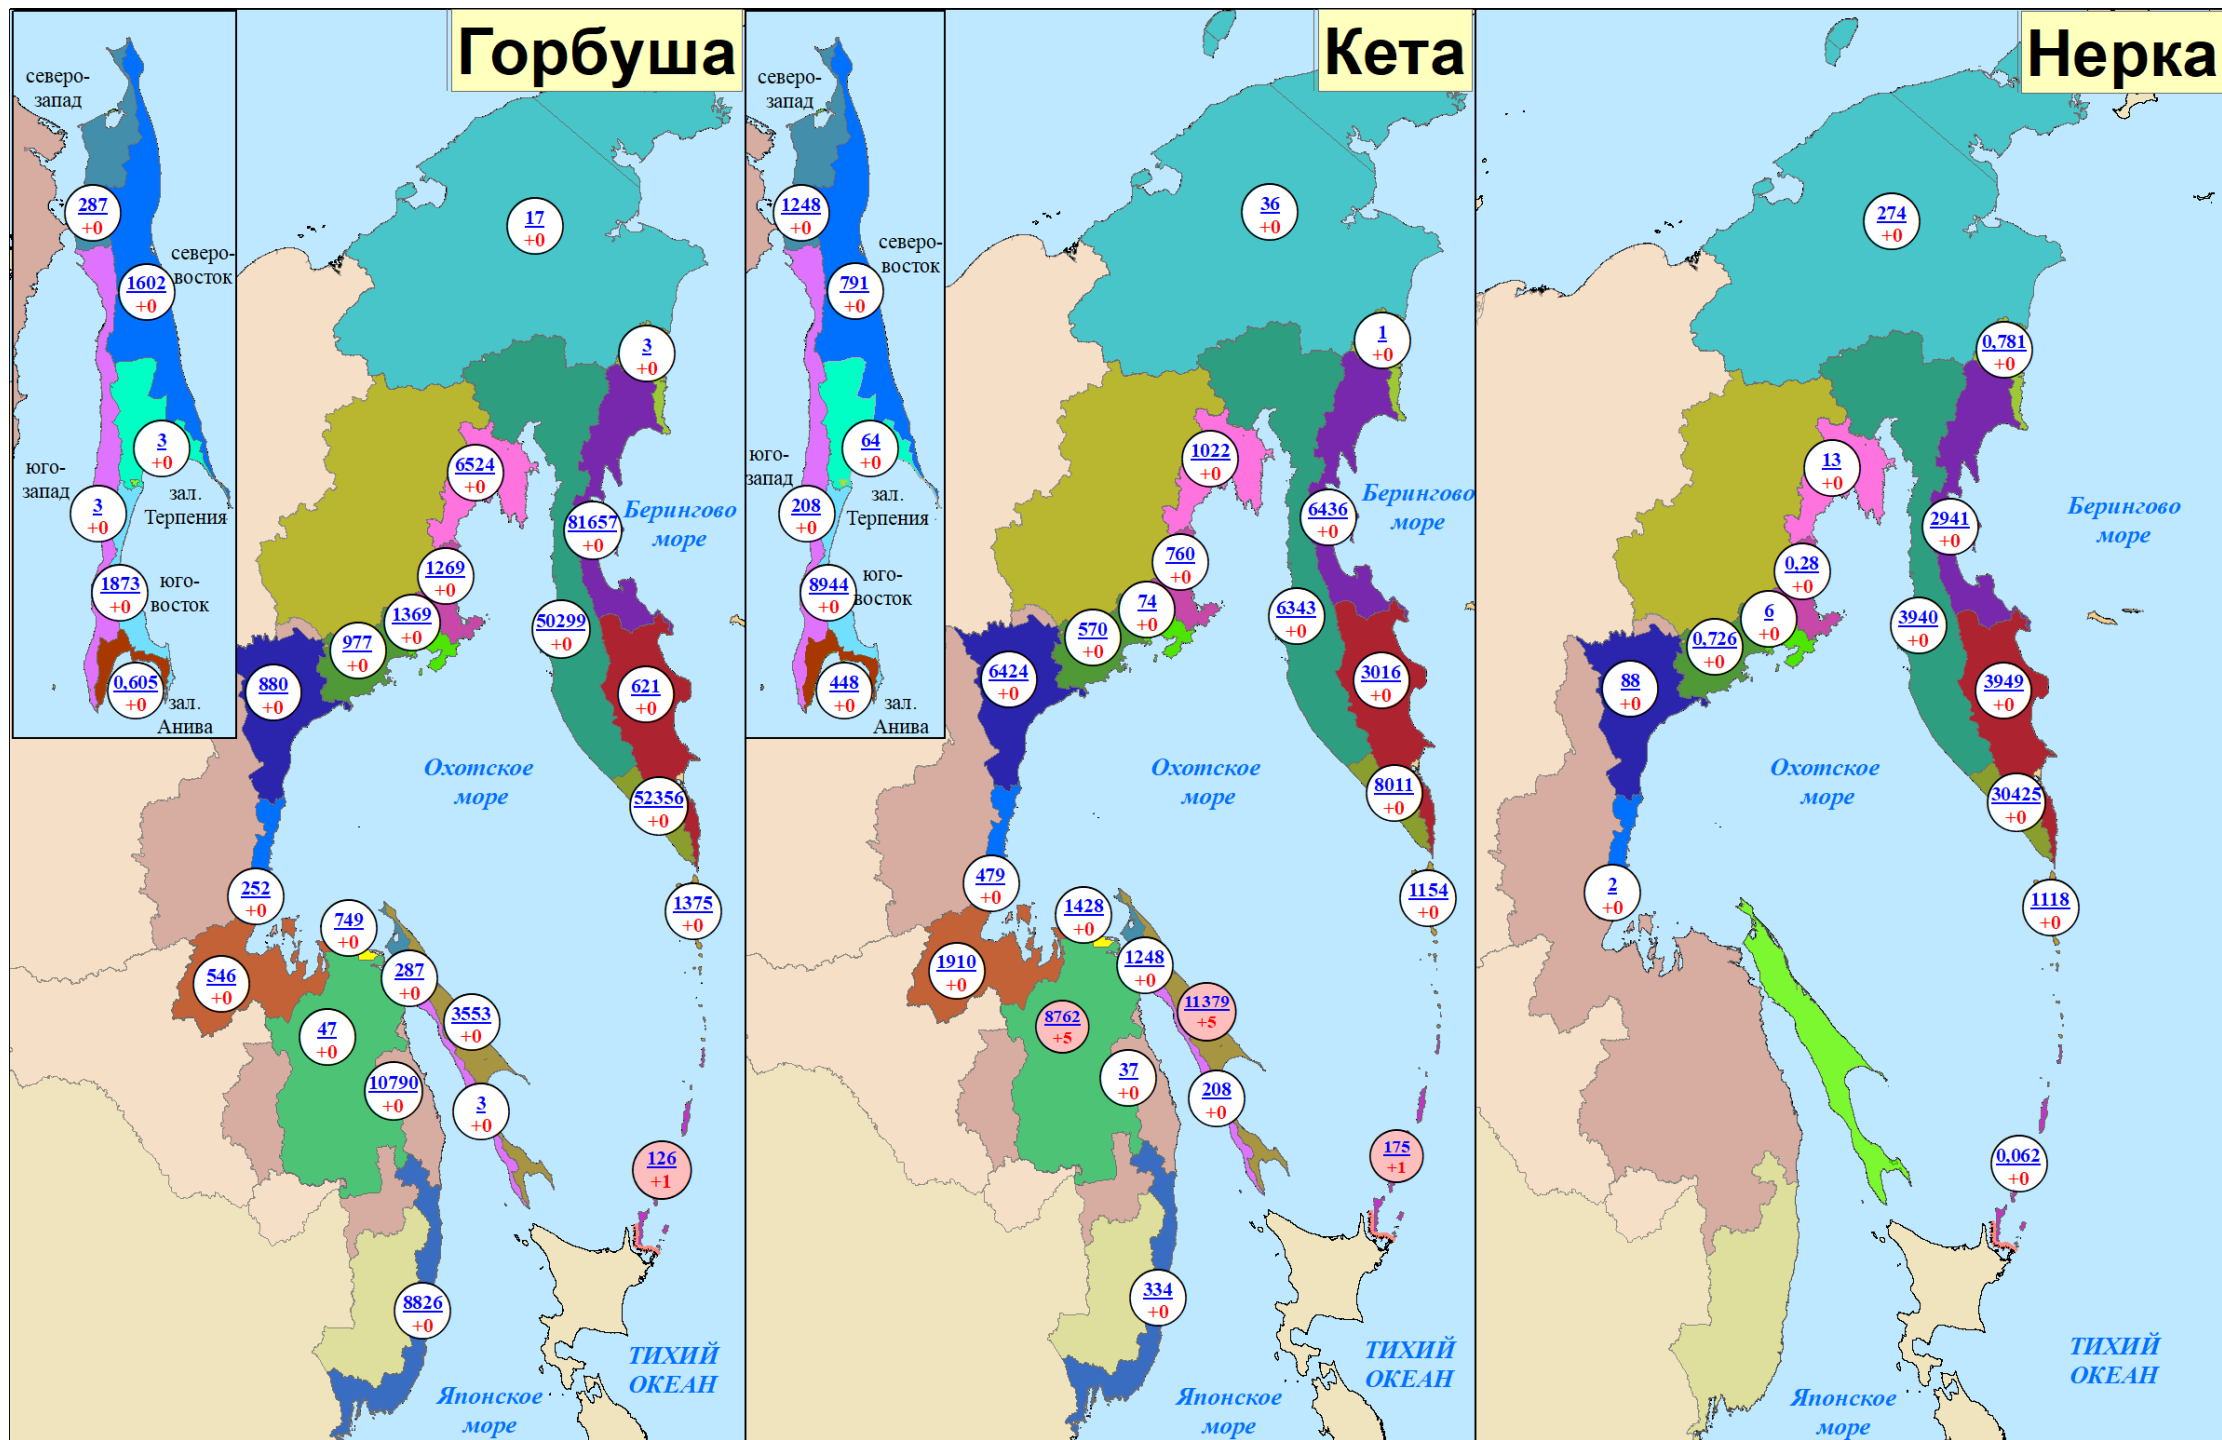 Горбуша
северо-
запад
287
+0
северо-
восток
1602
+0
3
+0
юго-
запад
зал.
Терпения
3
+0
1873
+0
юго-
восток
0,605
+0
зал.
Анива
17
+0
3
+0
6524
+0
81657
+0
Берингово
море
1269
+0
1369
+0
977
+0
50299
+0
880
+0
621
+0
Охотское
море
52356
+0
252
+0
749
+0
1375
+0
546
+0
287
+0
47
+0
3553
+0
10790
+0
3
+0
126
+1
8826
+0
ТИХИЙ
ОКЕАН
Японское
море
Кета
северо-
запад
1248
+0
северо-
восток
791
+0
64
+0
юго-
запад
зал.
Терпения
208
+0
8944
+0
юго-
восток
448
+0
зал.
Анива
36
+0
1
+0
1022
+0
6436
+0
Берингово
море
760
+0
74
+0
570
+0
6343
+0
6424
+0
3016
+0
Охотское
море
8011
+0
479
+0
1428
+0
1154
+0
1910
+0
1248
+0
8762
+5
11379
+5
37
+0
208
+0
175
+1
334
+0
ТИХИЙ
ОКЕАН
Японское
море
Нерка
274
+0
0,781
+0
13
+0
2941
+0
Берингово
море
0,28
+0
6
+0
0,726
+0
3940
+0
88
+0
3949
+0
Охотское
море
30425
+0
2
+0
1118
+0
0,062
+0
ТИХИЙ
ОКЕАН
Японское
море